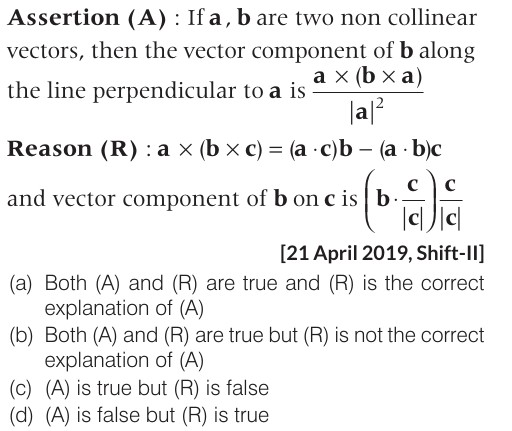 Assertion (A) : If a , b are two non collinear
vectors, then the vector component of b along
the line perpendicular to a is a × (b × a) / |a|²
Reason (R) : a × (b × c) = (a · c)b – (a · b)c
and vector component of b on c is (b · c/|c|) c/|c|
[21 April 2019, Shift-II]
(a) Both (A) and (R) are true and (R) is the correct
explanation of (A)
(b) Both (A) and (R) are true but (R) is not the correct
explanation of (A)
(c) (A) is true but (R) is false
(d) (A) is false but (R) is true